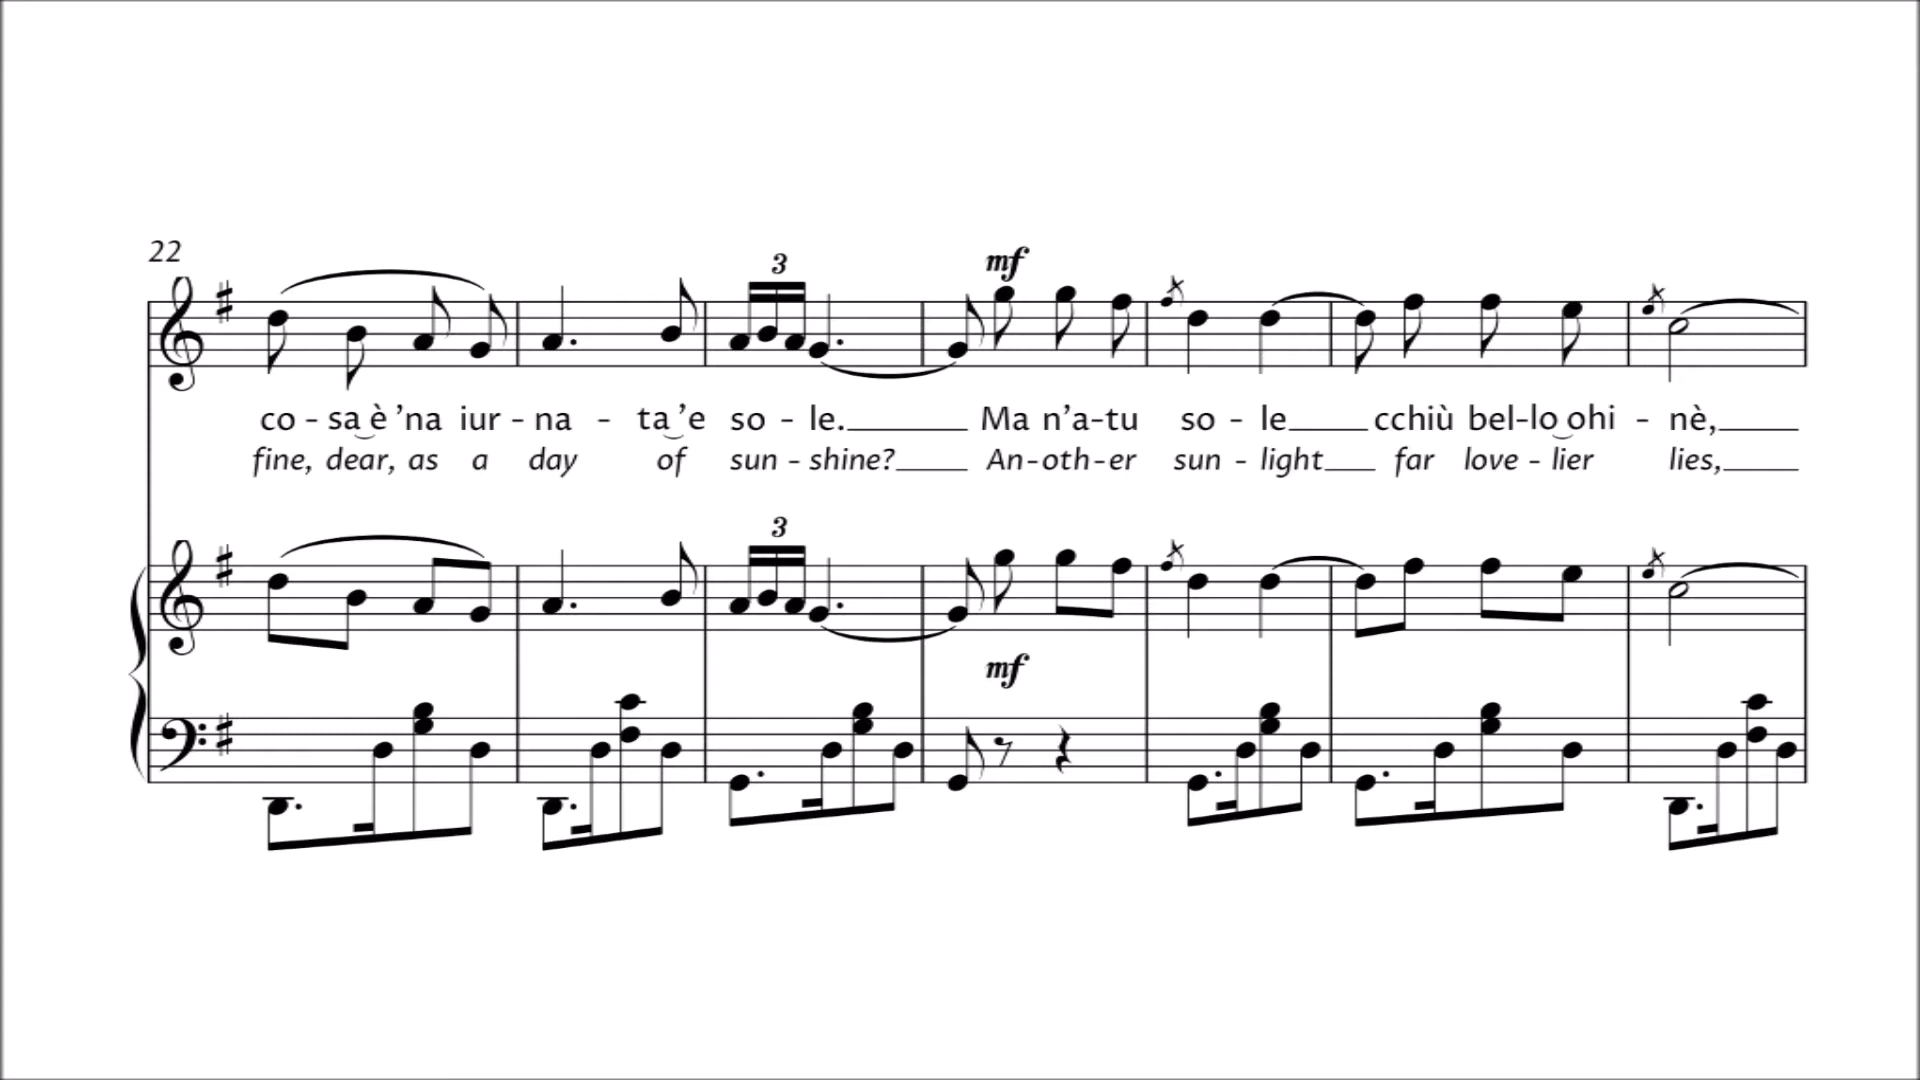 22
3
mf
co - sa è ’na iur - na - ta ’e so - le. Ma n’a-tu so - le cchiù bel-lo ohi - nè,
fine, dear, as a day of sun - shine? An-oth-er sun - light far love - lier lies,
3
mf